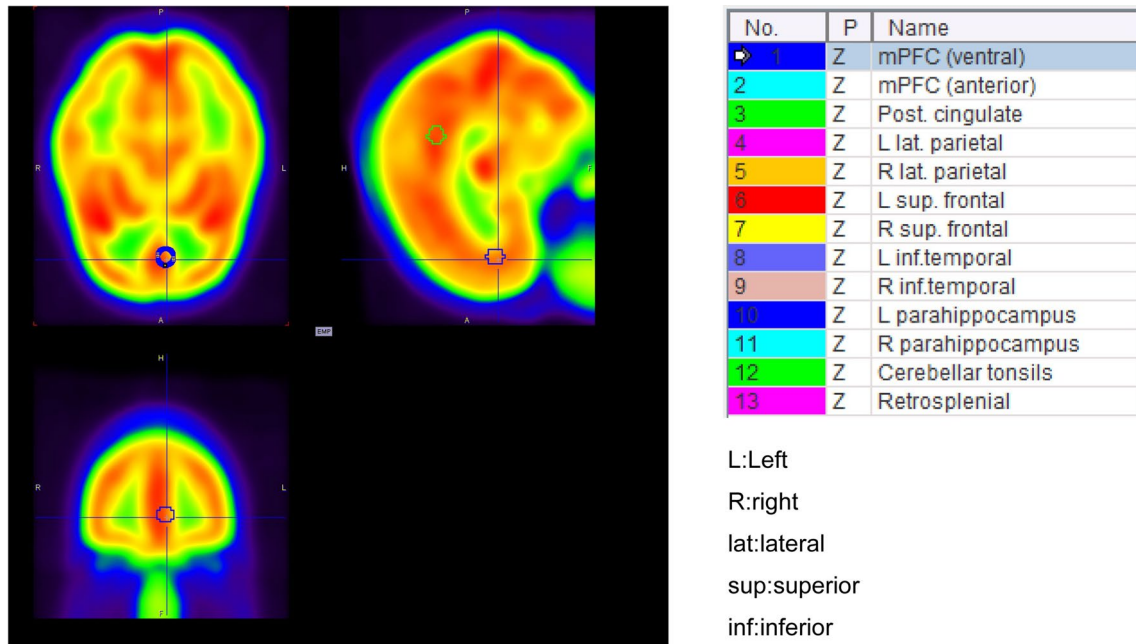 P
P
R
L
H
F
A
A
EMP
H
R
L
F
No. P Name
1 Z mPFC (ventral)
2 Z mPFC (anterior)
3 Z Post. cingulate
4 Z L lat. parietal
5 Z R lat. parietal
6 Z L sup. frontal
7 Z R sup. frontal
8 Z L inf.temporal
9 Z R inf.temporal
10 Z L parahippocampus
11 Z R parahippocampus
12 Z Cerebellar tonsils
13 Z Retrosplenial
L:Left
R:right
lat:lateral
sup:superior
inf:inferior